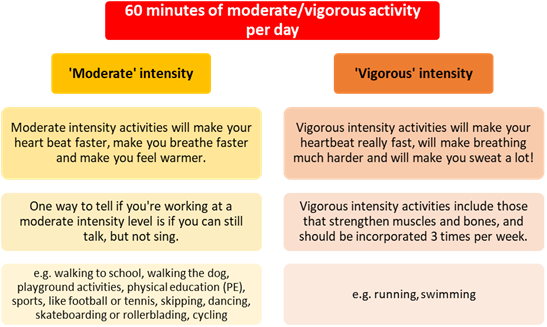 60 minutes of moderate/vigorous activity
per day
'Moderate' intensity
Moderate intensity activities will make your
heart beat faster, make you breathe faster
and make you feel warmer.
One way to tell if you're working at a
moderate intensity level is if you can still
talk, but not sing.
e.g. walking to school, walking the dog,
playground activities, physical education (PE),
sports, like football or tennis, skipping, dancing,
skateboarding or rollerblading, cycling
'Vigorous' intensity
Vigorous intensity activities will make your
heartbeat really fast, will make breathing
much harder and will make you sweat a lot!
Vigorous intensity activities include those
that strengthen muscles and bones, and
should be incorporated 3 times per week.
e.g. running, swimming